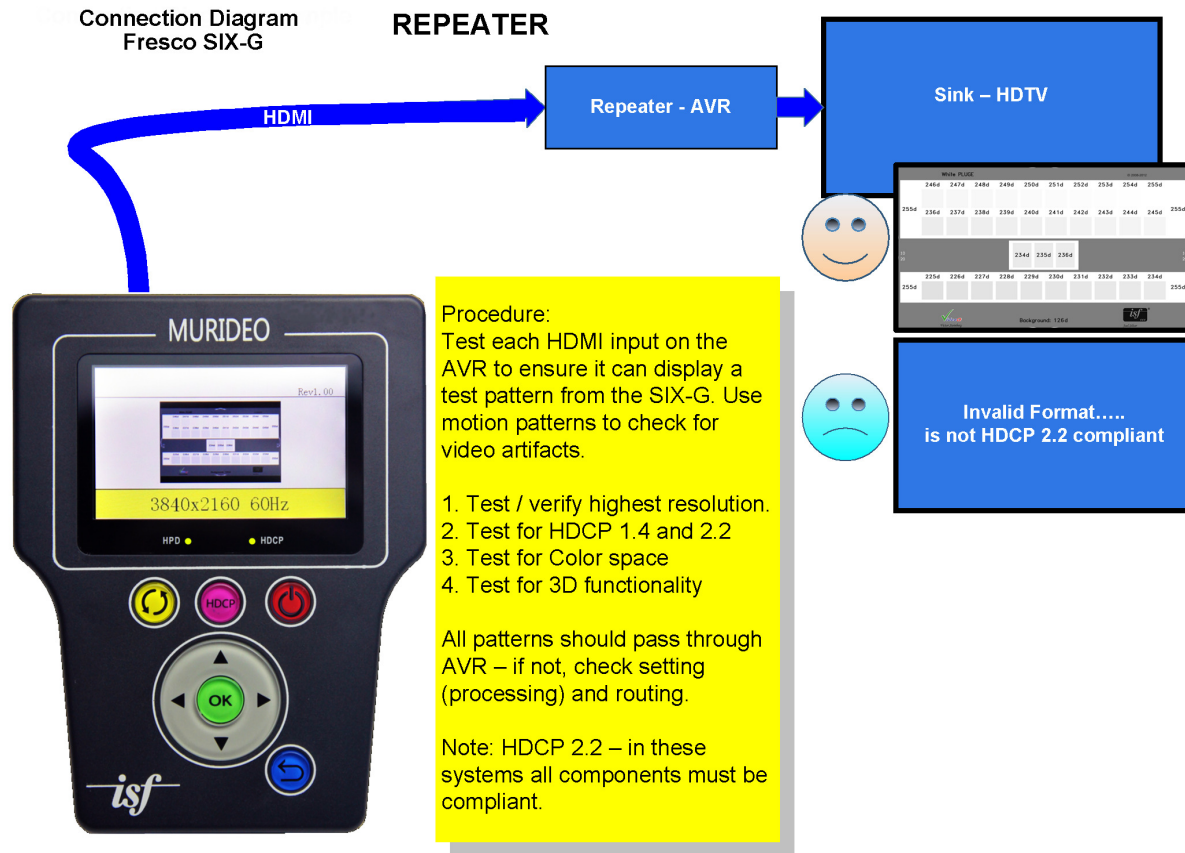 Connection Diagram
Fresco SIX-G
REPEATER
HDMI
Repeater - AVR
Sink – HDTV
White PLUGE
246d 247d 248d 249d 250d 251d 252d 253d 254d 255d
255d 255d
236d 237d 238d 239d 240d 241d 242d 243d 244d 245d
234d 235d 236d
225d 226d 227d 228d 229d 230d 231d 232d 233d 234d
255d 255d
Background: 126d
isf
Invalid Format.....
is not HDCP 2.2 compliant
MURIDEO
Rev1.00
3840x2160 60Hz
HPD HDCP
HDCP
OK
isf
Procedure:
Test each HDMI input on the
AVR to ensure it can display a
test pattern from the SIX-G. Use
motion patterns to check for
video artifacts.
1. Test / verify highest resolution.
2. Test for HDCP 1.4 and 2.2
3. Test for Color space
4. Test for 3D functionality
All patterns should pass through
AVR – if not, check setting
(processing) and routing.
Note: HDCP 2.2 – in these
systems all components must be
compliant.